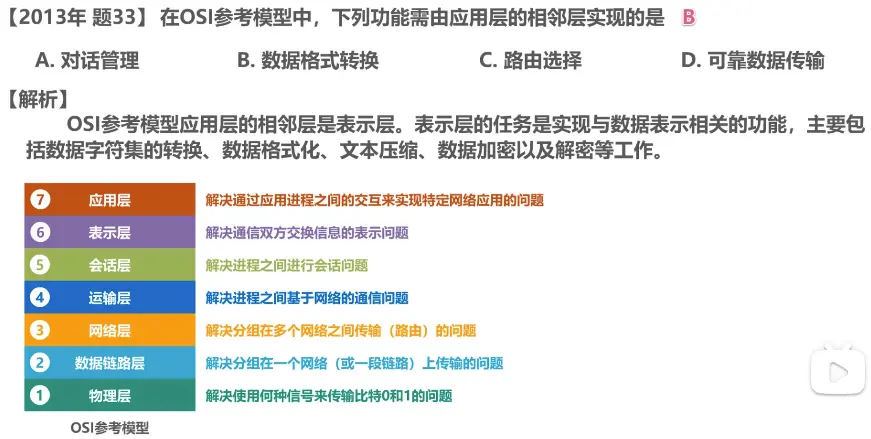 【2013年 题33】在OSI参考模型中，下列功能需由应用层的相邻层实现的是 B
A. 对话管理 B. 数据格式转换 C. 路由选择 D. 可靠数据传输
【解析】
OSI参考模型应用层的相邻层是表示层。表示层的任务是实现与数据表示相关的功能，主要包
括数据字符集的转换、数据格式化、文本压缩、数据加密以及解密等工作。
7 应用层 解决通过应用进程之间的交互来实现特定网络应用的问题
6 表示层 解决通信双方交换信息的表示问题
5 会话层 解决进程之间进行会话问题
4 运输层 解决进程之间基于网络的通信问题
3 网络层 解决分组在多个网络之间传输（路由）的问题
2 数据链路层 解决分组在一个网络（或一段链路）上传输的问题
1 物理层 解决使用何种信号来传输比特0和1的问题
OSI参考模型